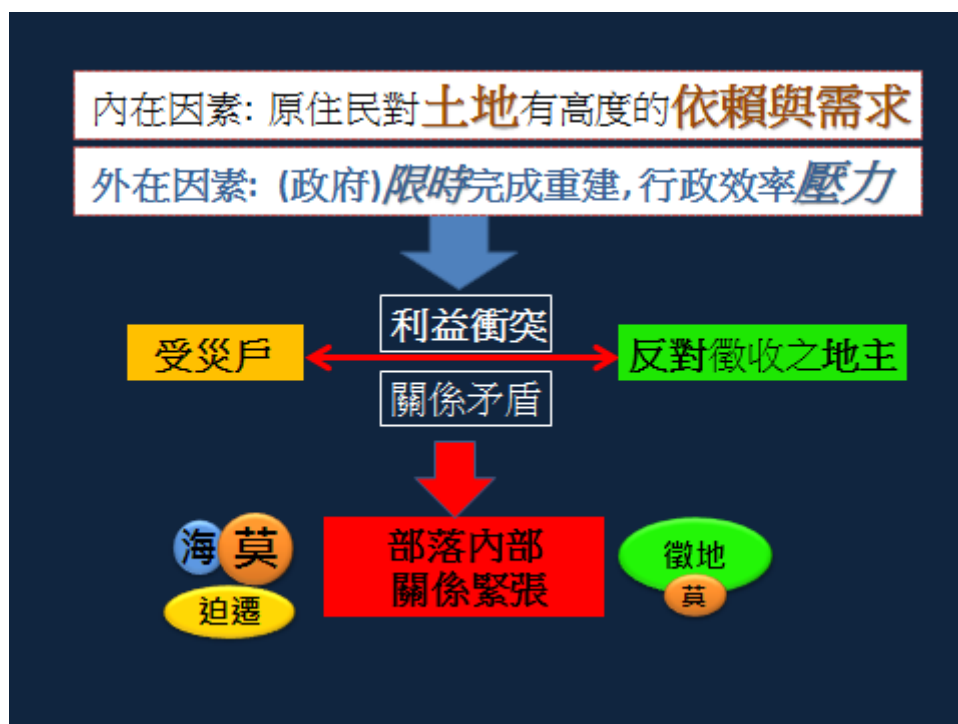 內在因素: 原住民對土地有高度的依賴與需求
外在因素: (政府)限時完成重建,行政效率壓力
利益衝突
受災戶
反對徵收之地主
關係矛盾
海
莫
迫遷
部落內部
關係緊張
徵地
莫